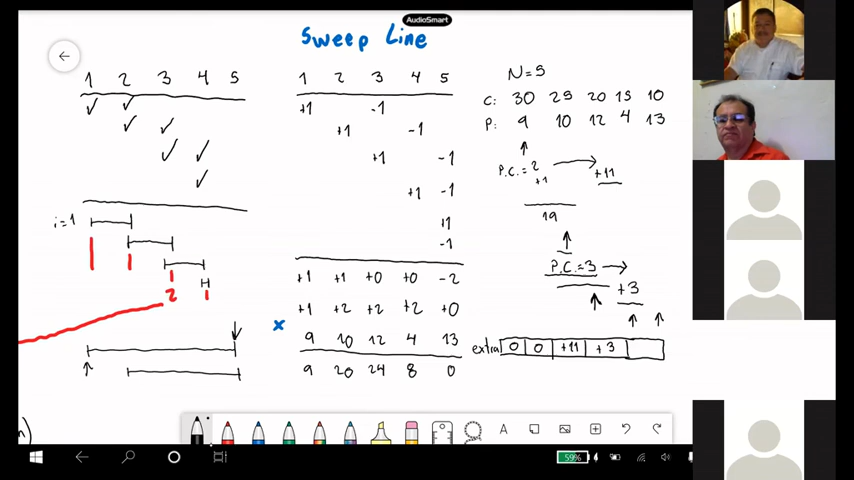 AudioSmart
Sweep Line
1 2 3 4 5
i=1
1
1
2
1
n)
1 2 3 4 5
+1 -1
+1 -1
+1 -1
+1 -1
+1
-1
+1 +1 +0 +0 -2
+1 +2 +2 +2 +0
x 9 10 12 4 13
9 20 24 8 0
N=5
C: 30 25 20 15 10
P: 9 10 12 4 13
P.C.=2 +11
+1
19
P.C.=3
+3
extra 0 0 +11 +3
A
59%